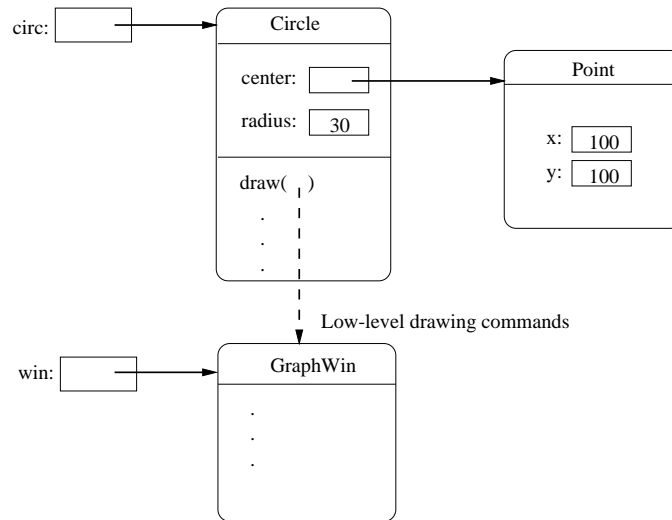 circ:
Circle
center:
radius: 30
draw( )
.
.
.
Point
x: 100
y: 100
Low-level drawing commands
win:
GraphWin
.
.
.